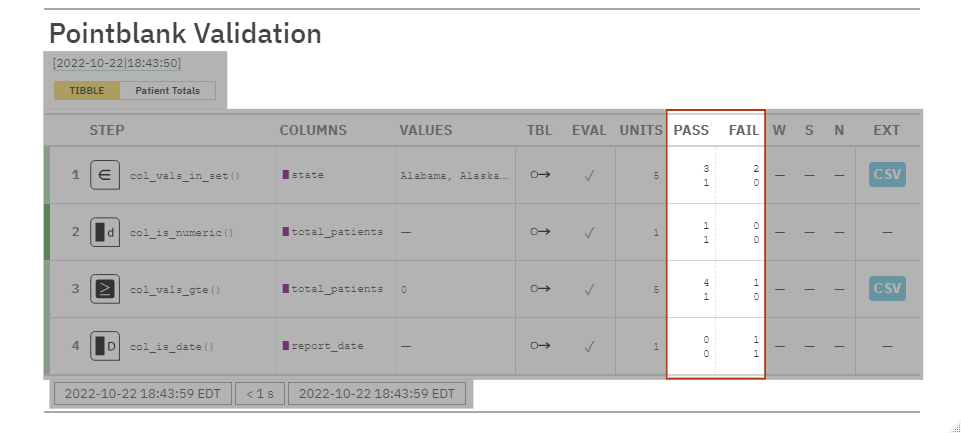 Pointblank Validation
[2022-10-22|18:43:50]
TIBBLE Patient Totals
STEP COLUMNS VALUES TBL EVAL UNITS PASS FAIL W S N EXT
1 ∈ col_vals_in_set() state Alabama, Alaska… ✓ 5 3 2 — — — CSV
1 0
2 d col_is_numeric() total_patients — ✓ 1 1 0 — — — —
1 0
3 ≥ col_vals_gte() total_patients 0 ✓ 5 4 1 — — — CSV
1 0
4 D col_is_date() report_date — ✓ 1 0 1 — — — —
0 1
2022-10-22 18:43:59 EDT < 1 s 2022-10-22 18:43:59 EDT